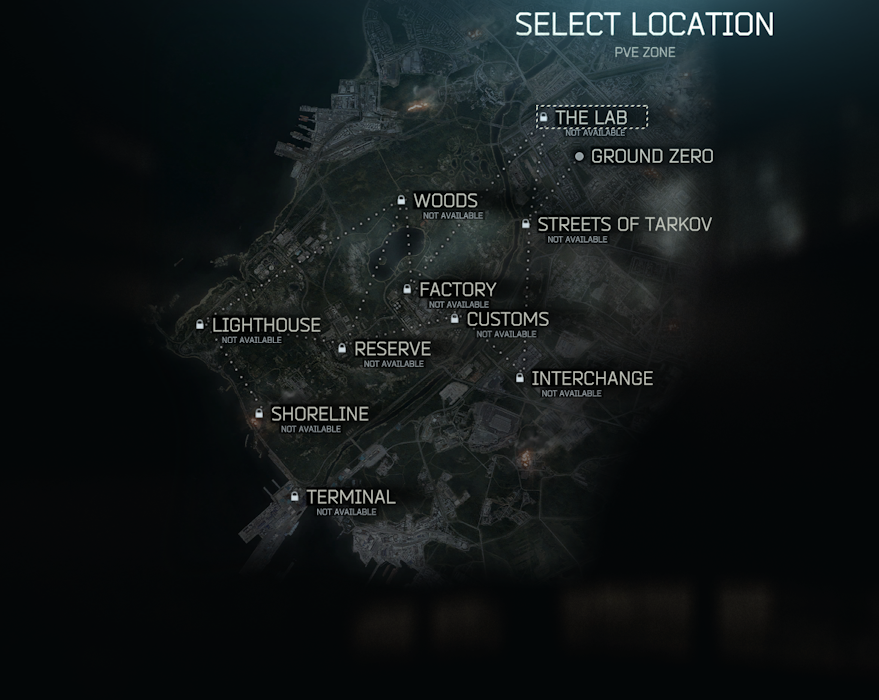 SELECT LOCATION
PVE ZONE
THE LAB
NOT AVAILABLE
GROUND ZERO
WOODS
NOT AVAILABLE
STREETS OF TARKOV
NOT AVAILABLE
FACTORY
NOT AVAILABLE
CUSTOMS
NOT AVAILABLE
LIGHTHOUSE
NOT AVAILABLE
RESERVE
NOT AVAILABLE
INTERCHANGE
NOT AVAILABLE
SHORELINE
NOT AVAILABLE
TERMINAL
NOT AVAILABLE